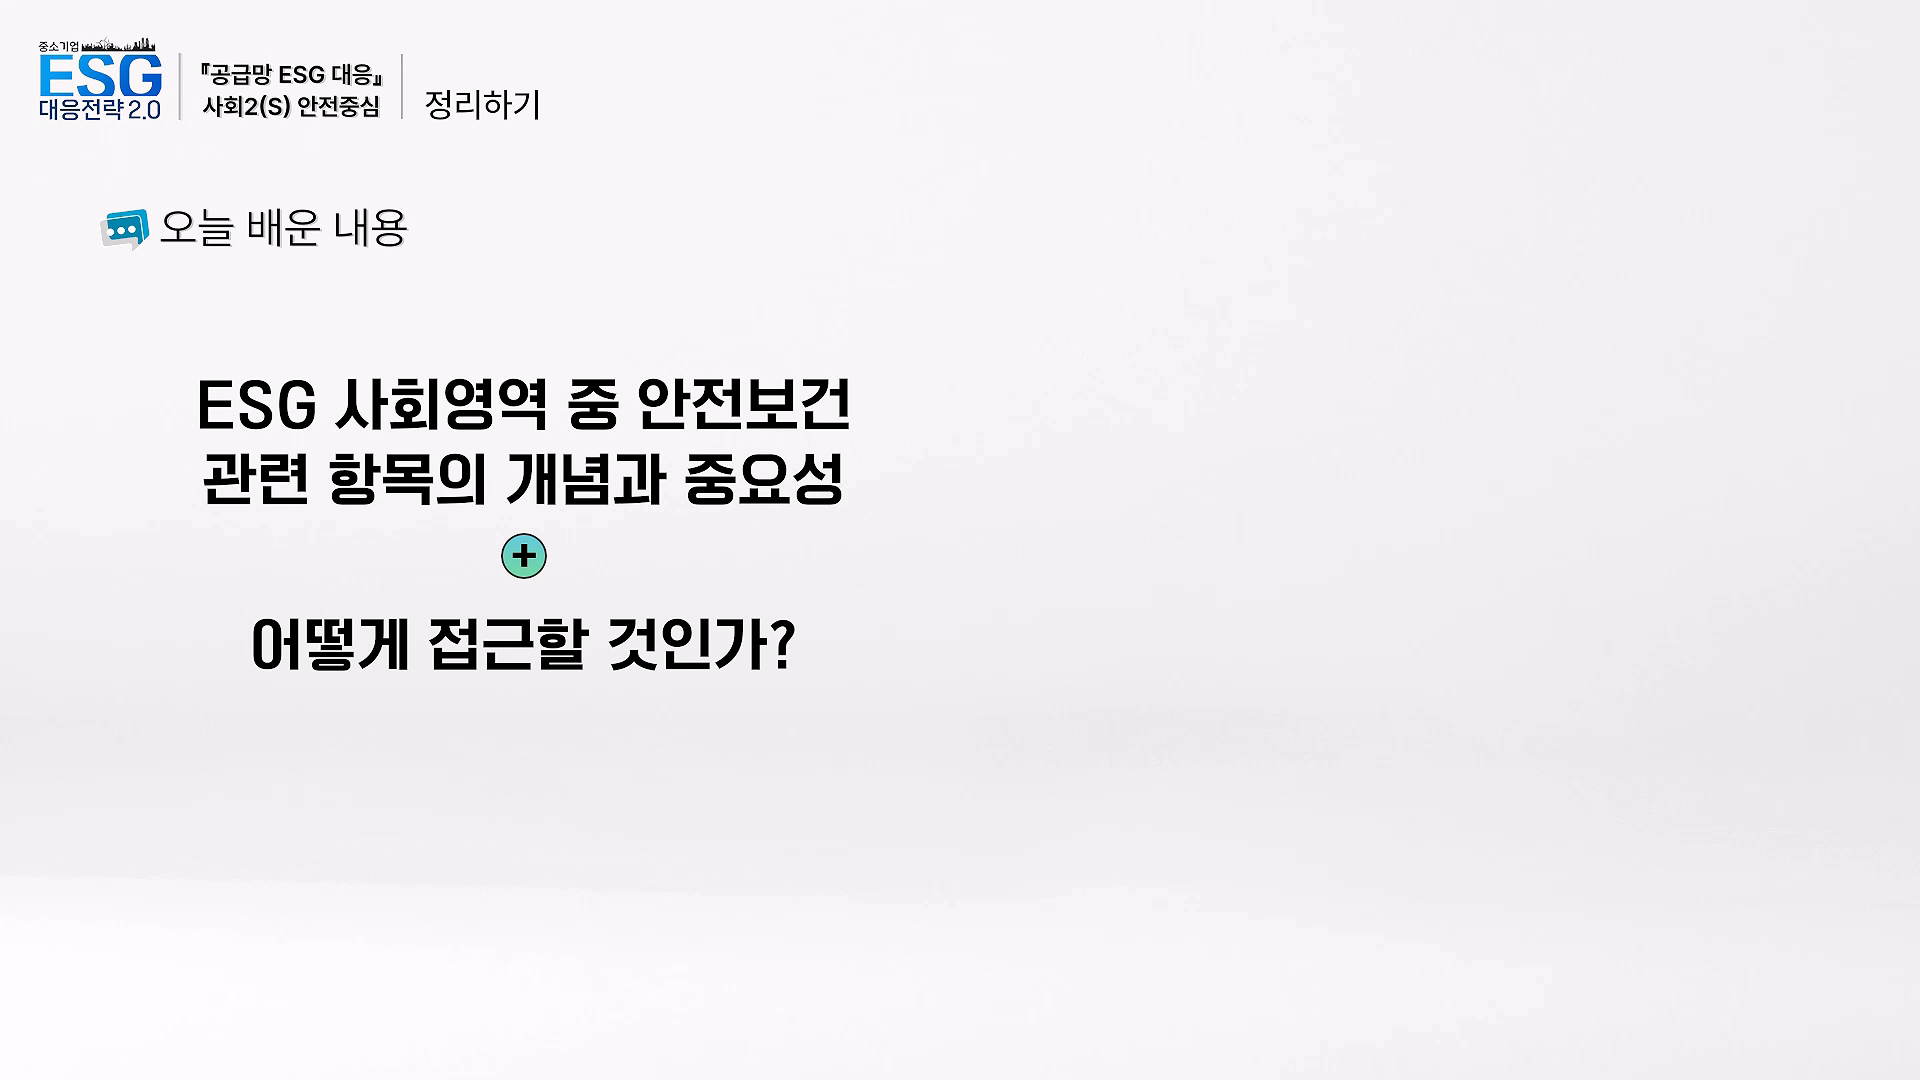 중소기업
ESG
대응전략 2.0
『공급망 ESG 대응』
사회2(S) 안전중심
정리하기
오늘 배운 내용
ESG 사회영역 중 안전보건
관련 항목의 개념과 중요성
+
어떻게 접근할 것인가?